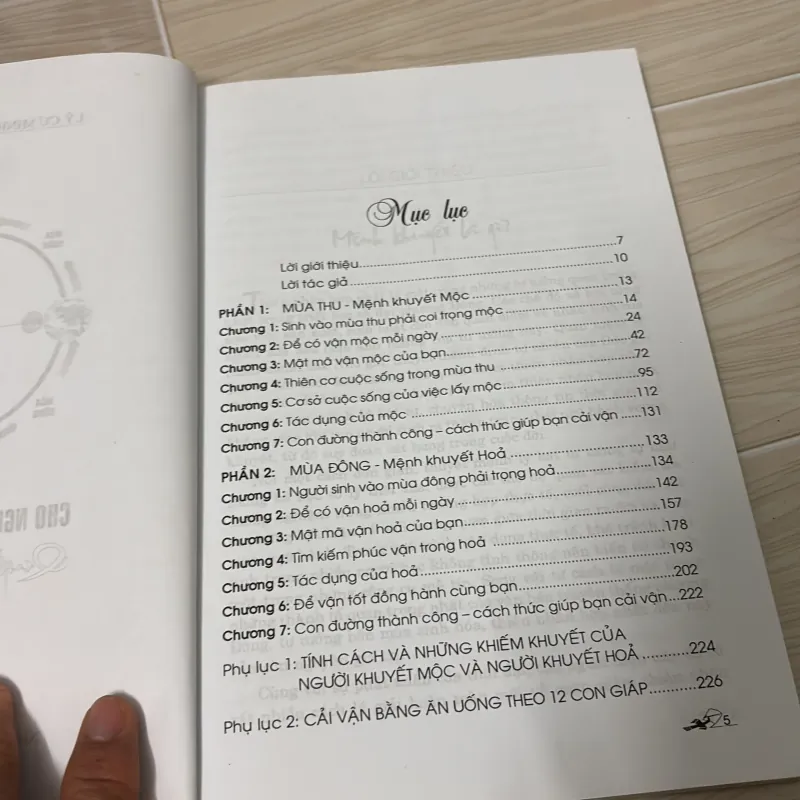 Mục lục
Lời giới thiệu..........7
Lời tác giả..........10
PHẦN 1: MÙA THU - Mệnh khuyết Mộc..........13
Chương 1: Sinh vào mùa thu phải coi trọng mộc..........14
Chương 2: Để có vận mộc mỗi ngày..........24
Chương 3: Mật mã vận mộc của bạn..........42
Chương 4: Thiên cơ cuộc sống trong mùa thu..........72
Chương 5: Cơ sở cuộc sống của việc lấy mộc..........95
Chương 6: Tác dụng của mộc..........112
Chương 7: Con đường thành công – cách thức giúp bạn cải vận......131
PHẦN 2: MÙA ĐÔNG - Mệnh khuyết Hoả..........133
Chương 1: Người sinh vào mùa đông phải trọng hoả..........134
Chương 2: Để có vận hoả mỗi ngày..........142
Chương 3: Mật mã vận hoả của bạn..........157
Chương 4: Tìm kiếm phúc vận trong hoả..........178
Chương 5: Tác dụng của hoả..........193
Chương 6: Để vận tốt đồng hành cùng bạn..........202
Chương 7: Con đường thành công – cách thức giúp bạn cải vận...222
Phụ lục 1: TÍNH CÁCH VÀ NHỮNG KHIẾM KHUYẾT CỦA
NGƯỜI KHUYẾT MỘC VÀ NGƯỜI KHUYẾT HOẢ..........224
Phụ lục 2: CẢI VẬN BẰNG ĂN UỐNG THEO 12 CON GIÁP..........226
5